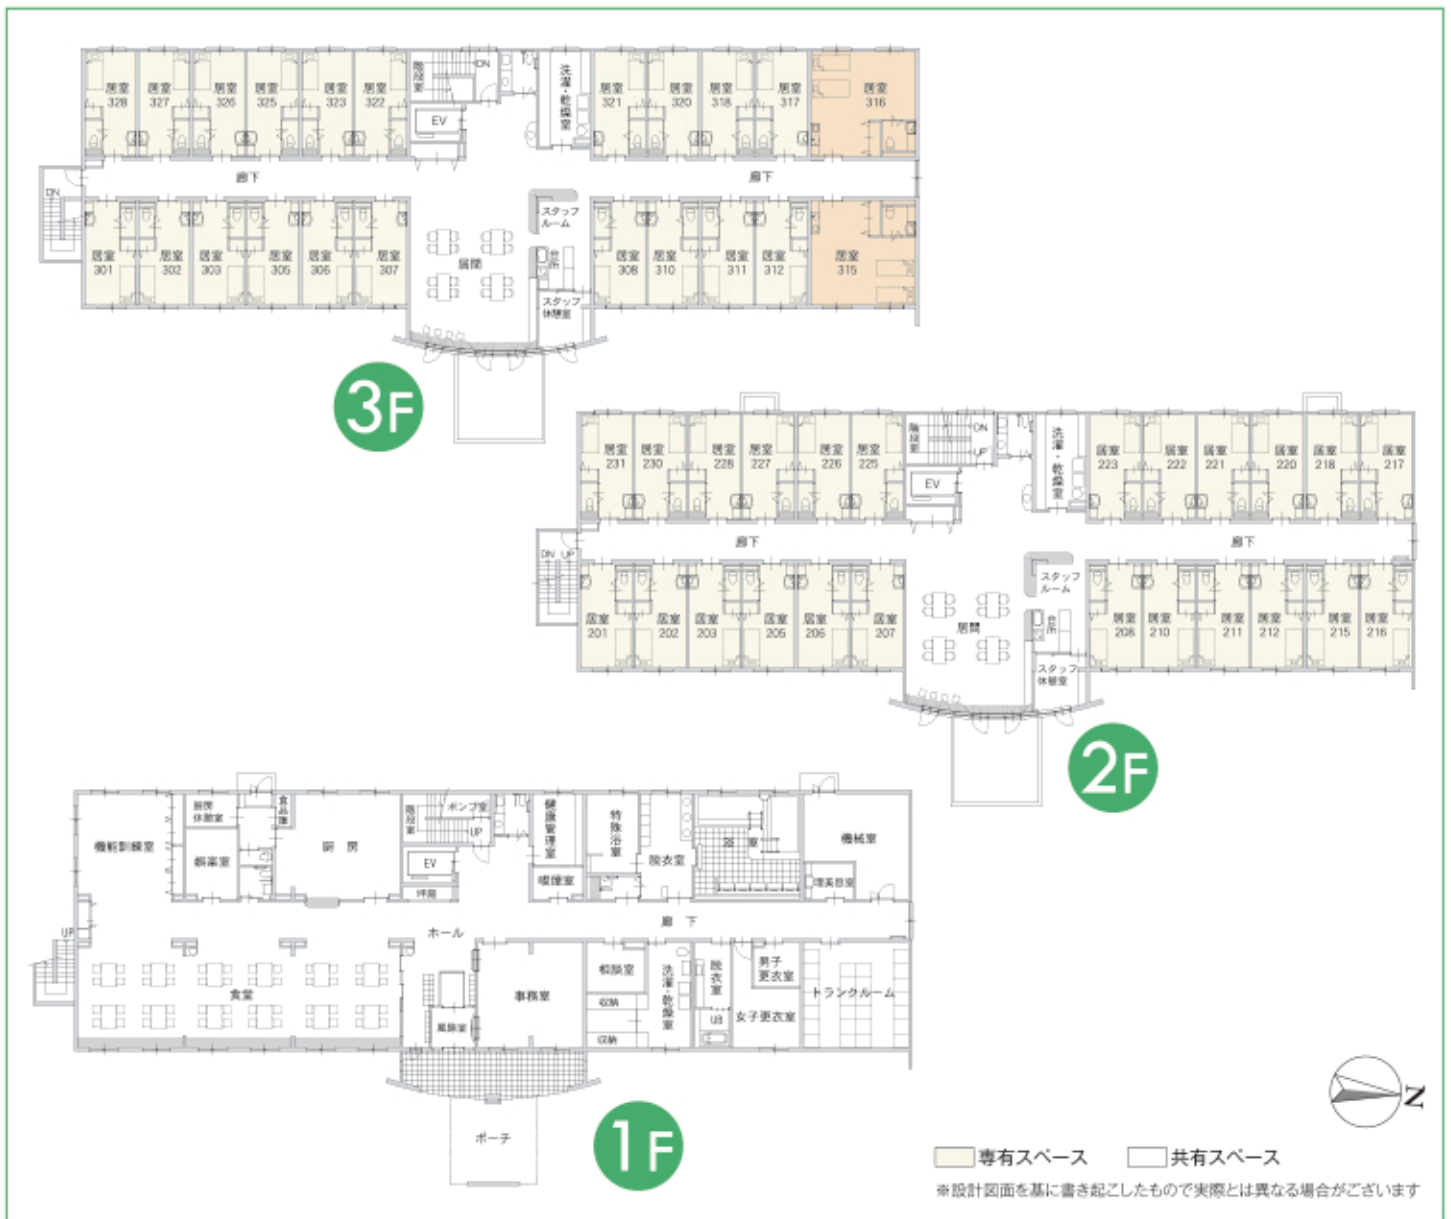 居室 328
居室 327
居室 326
居室 325
居室 323
居室 322
階段室
DN
EV
洗濯・乾燥室
居室 321
居室 320
居室 318
居室 317
居室 316
廊下
廊下
DN
居室 301
居室 302
居室 303
居室 305
居室 306
居室 307
居間
スタッフルーム
台所
スタッフ休憩室
居室 308
居室 310
居室 311
居室 312
居室 315
3F
居室 231
居室 230
居室 228
居室 227
居室 226
居室 225
階段室
DN
UP
EV
洗濯・乾燥室
居室 223
居室 222
居室 221
居室 220
居室 218
居室 217
廊下
廊下
DN UP
居室 201
居室 202
居室 203
居室 205
居室 206
居室 207
居間
スタッフルーム
台所
スタッフ休憩室
居室 208
居室 210
居室 211
居室 212
居室 215
居室 216
2F
機能訓練室
厨房休憩室
娯楽室
食品庫
厨房
階段室
ポンプ室
UP
EV
健康管理室
喫煙室
特殊浴室
脱衣室
浴室
機械室
理美容室
ホール
廊下
UP
食堂
風除室
事務室
相談室
収納
収納
洗濯・乾燥室
脱衣室
UB
男子更衣室
女子更衣室
トランクルーム
ポーチ
1F
N
専有スペース
共有スペース
※設計図面を基に書き起こしたもので実際とは異なる場合がございます